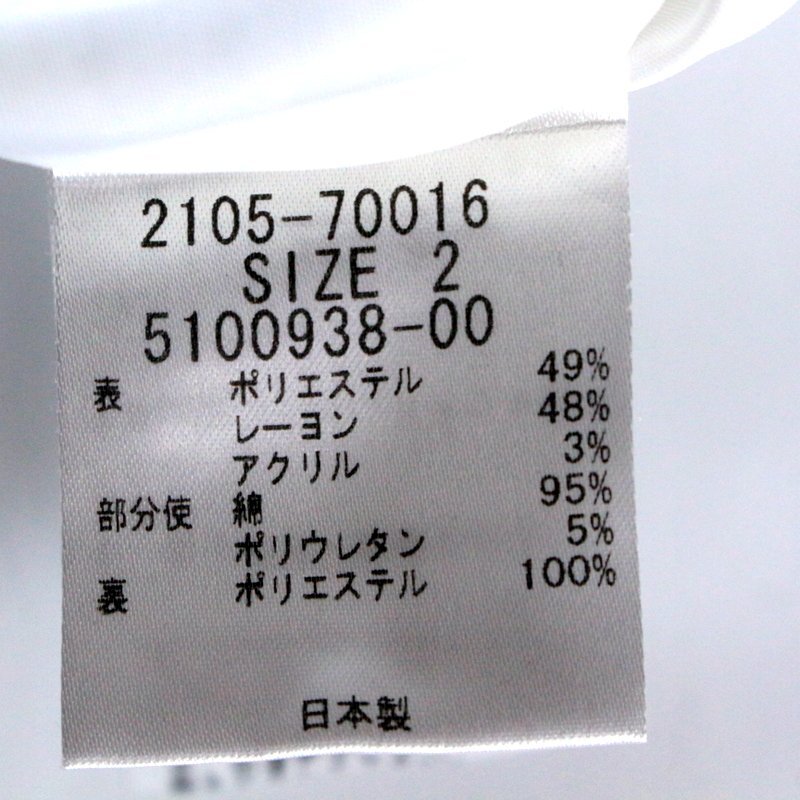 2105-70016
SIZE 2
5100938-00
表 ポリエステル 49%
レーヨン 48%
アクリル 3%
部分使 綿 95%
ポリウレタン 5%
裏 ポリエステル 100%
日本製